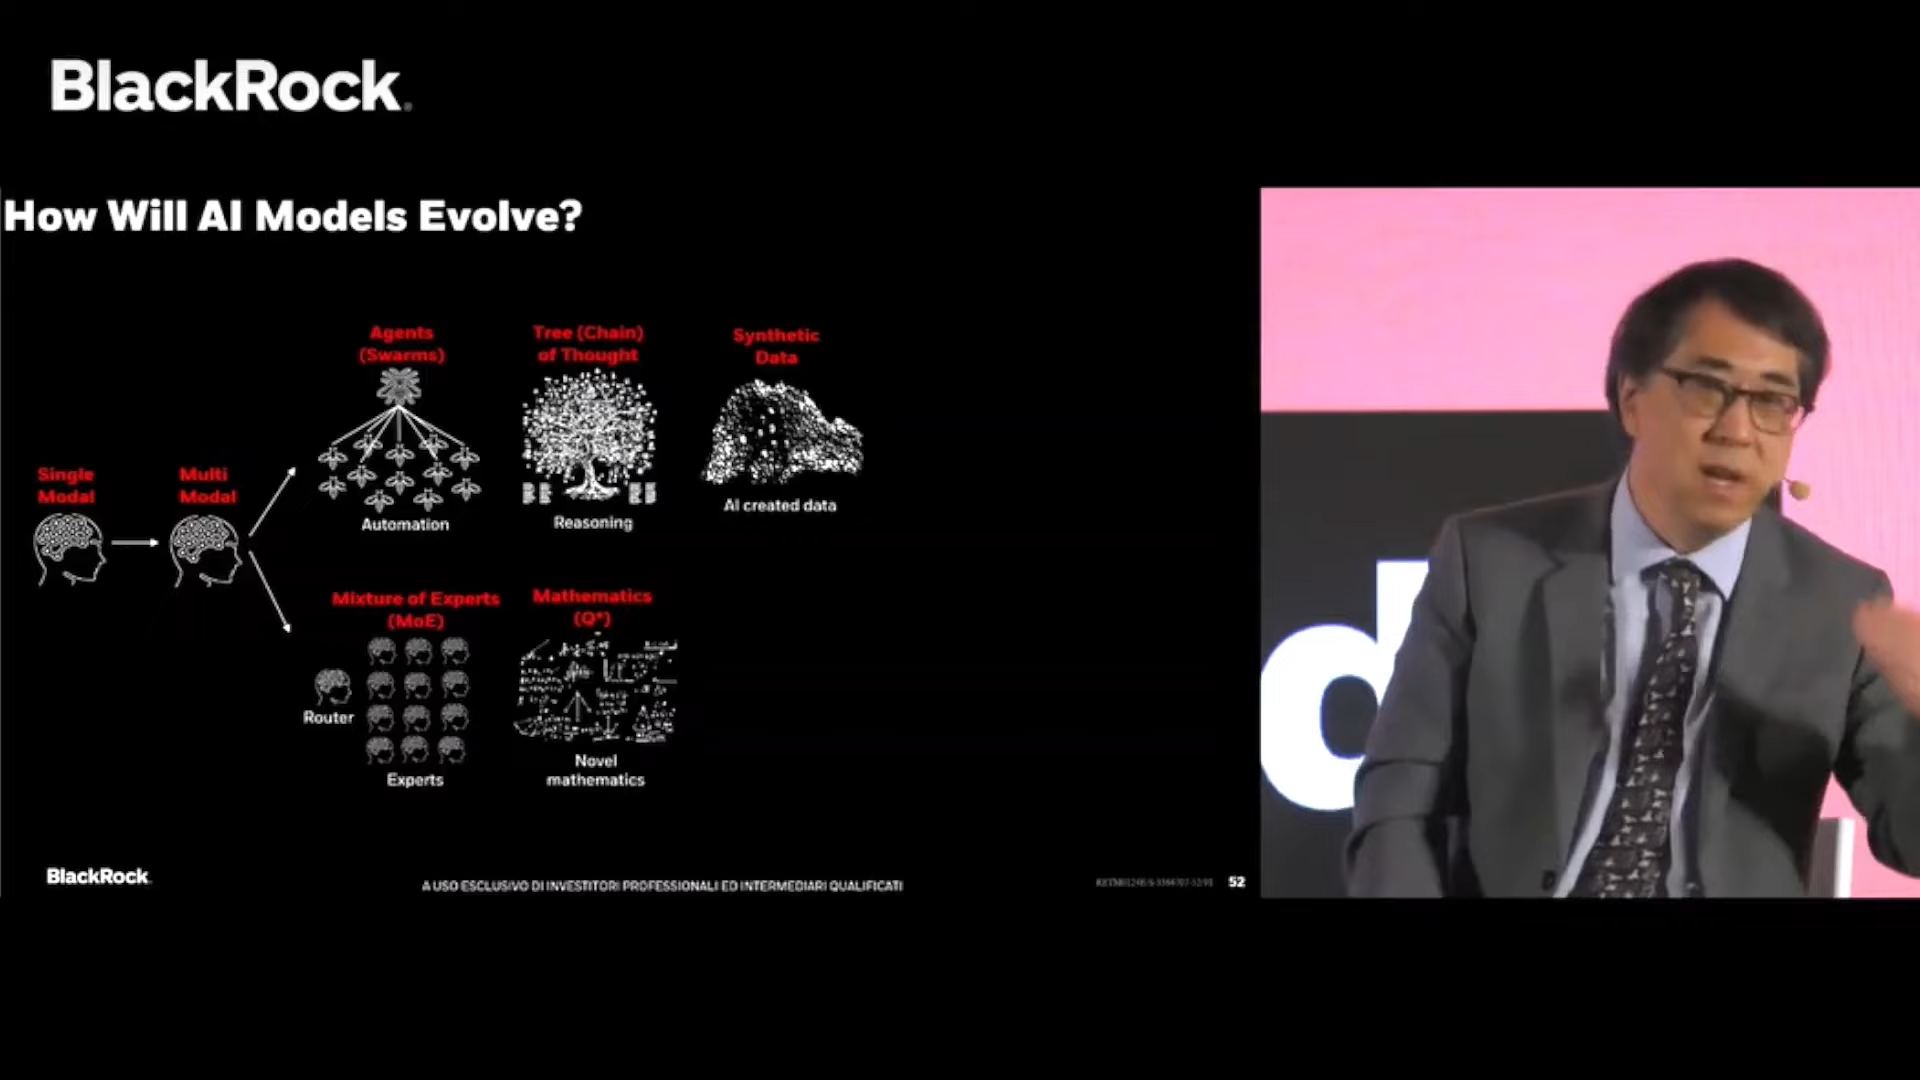 BlackRock.
How Will AI Models Evolve?
Single
Modal
Multi
Modal
Agents
(Swarms)
Automation
Tree (Chain)
of Thought
Reasoning
Synthetic
Data
AI created data
Mixture of Experts
(MoE)
Router
Experts
Mathematics
(Q*)
Novel
mathematics
BlackRock
A USO ESCLUSIVO DI INVESTITORI PROFESSIONALI ED INTERMEDIARI QUALIFICATI
52
d